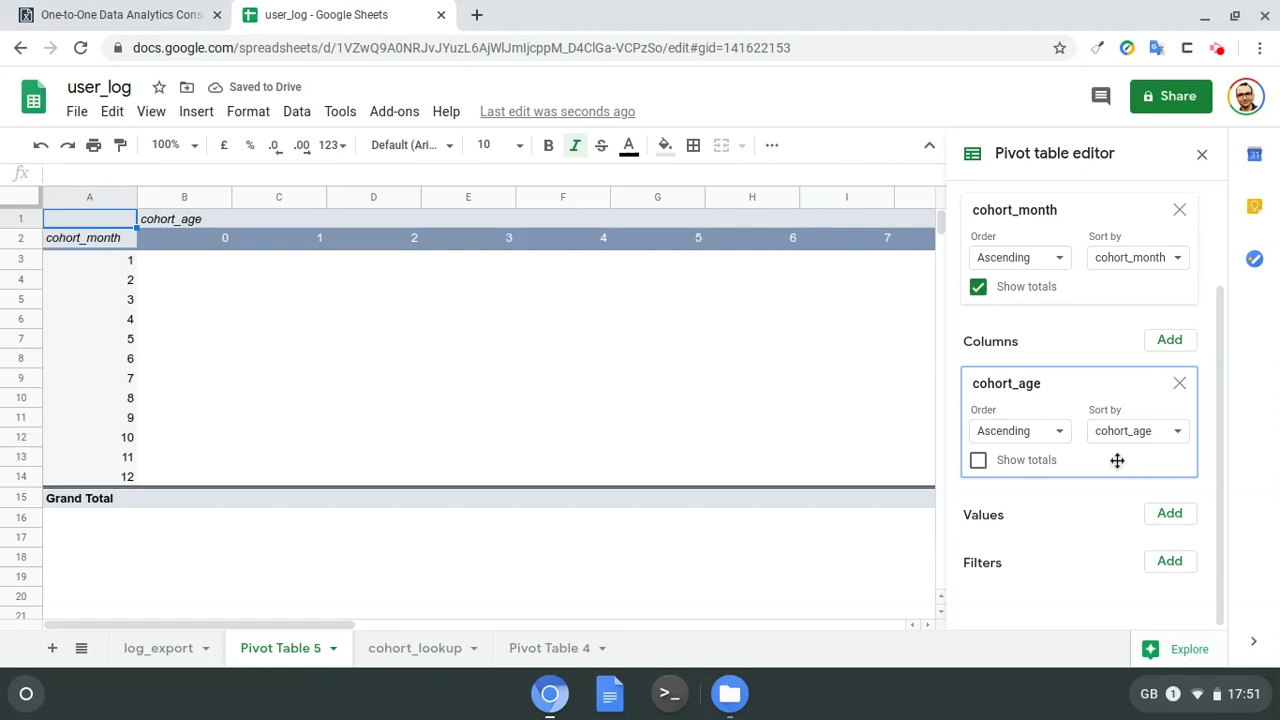 One-to-One Data Analytics Cons
user_log - Google Sheets
docs.google.com/spreadsheets/d/1VZwQ9A0NRJvJYuzL6AjWlJmIjcppM_D4ClGa-VCPzSo/edit#gid=141622153
user_log
Saved to Drive
File Edit View Insert Format Data Tools Add-ons Help Last edit was seconds ago
Share
100% £ % .0 .00 123 Default (Ari... 10 B I S A
fx
Pivot table editor
A B C D E F G H I
1 cohort_age
2 cohort_month 0 1 2 3 4 5 6 7
3 1
4 2
5 3
6 4
7 5
8 6
9 7
10 8
11 9
12 10
13 11
14 12
15 Grand Total
16
17
18
19
20
21
cohort_month
Order Sort by
Ascending cohort_month
Show totals
Columns Add
cohort_age
Order Sort by
Ascending cohort_age
Show totals
Values Add
Filters Add
31
log_export Pivot Table 5 cohort_lookup Pivot Table 4
Explore
>_
GB 1 17:51